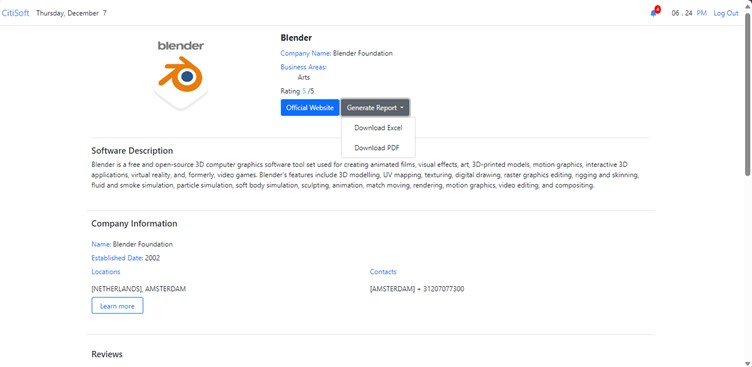 CitiSoft Thursday, December 7 4 06 . 24 PM Log Out
blender
Blender
Company Name: Blender Foundation
Business Areas:
Arts
Rating 5 /5
Official Website Generate Report
Download Excel
Download PDF
Software Description
Blender is a free and open-source 3D computer graphics software tool set used for creating animated films, visual effects, art, 3D-printed models, motion graphics, interactive 3D
applications, virtual reality, and, formerly, video games. Blender's features include 3D modelling, UV mapping, texturing, digital drawing, raster graphics editing, rigging and skinning,
fluid and smoke simulation, particle simulation, soft body simulation, sculpting, animation, match moving, rendering, motion graphics, video editing, and compositing.
Company Information
Name: Blender Foundation
Established Date: 2002
Locations Contacts
[NETHERLANDS], AMSTERDAM [AMSTERDAM] + 31207077300
Learn more
Reviews